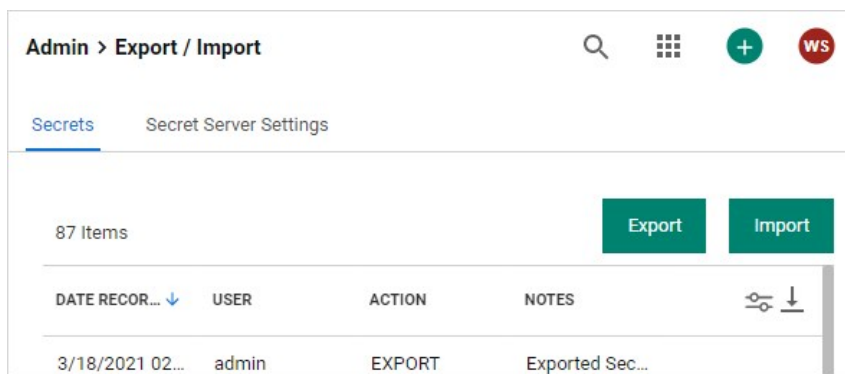 Admin > Export / Import
WS
Secrets Secret Server Settings
87 Items Export Import
DATE RECOR... USER ACTION NOTES
3/18/2021 02... admin EXPORT Exported Sec...